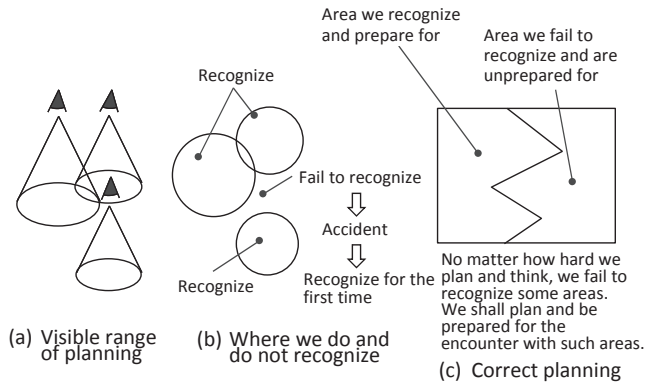 (a) Visible range
of planning
Recognize
Fail to recognize
Accident
Recognize for the
first time
Recognize
(b) Where we do and
do not recognize
Area we recognize
and prepare for
Area we fail to
recognize and are
unprepared for
No matter how hard we
plan and think, we fail to
recognize some areas.
We shall plan and be
prepared for the
encounter with such areas.
(c) Correct planning